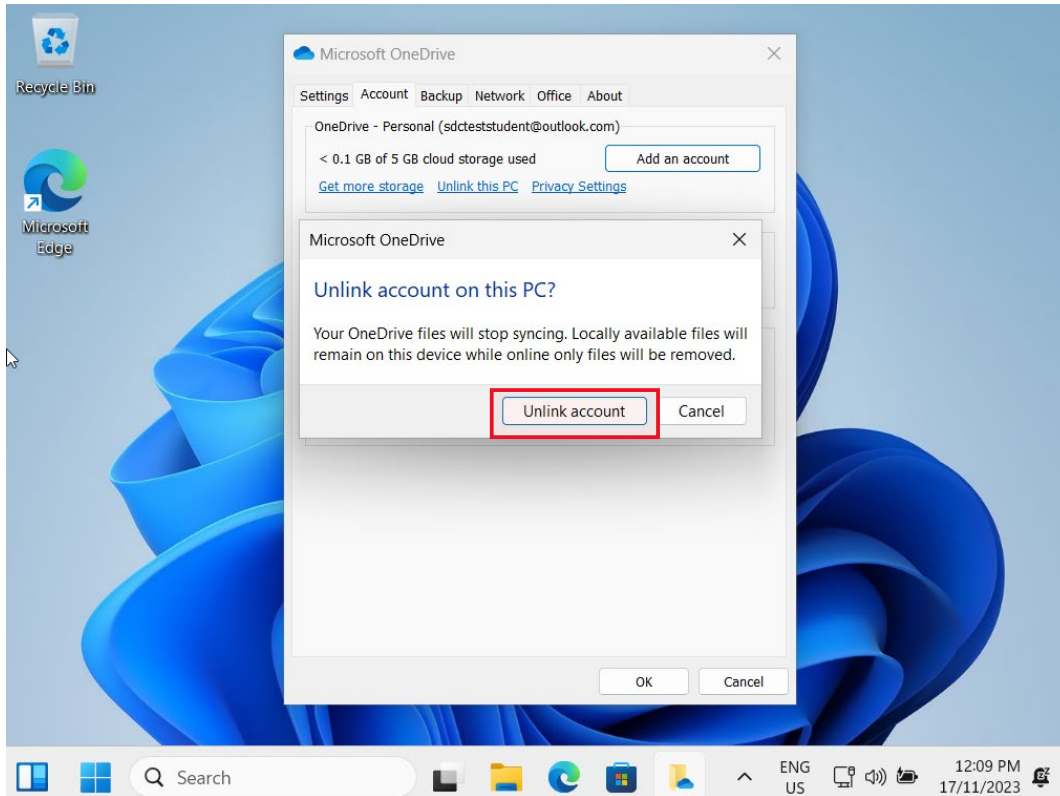 Recycle Bin
Microsoft
Edge
Microsoft OneDrive
Settings Account Backup Network Office About
OneDrive - Personal (sdcteststudent@outlook.com)
< 0.1 GB of 5 GB cloud storage used
Add an account
Get more storage Unlink this PC Privacy Settings
Microsoft OneDrive
Unlink account on this PC?
Your OneDrive files will stop syncing. Locally available files will
remain on this device while online only files will be removed.
Unlink account Cancel
OK Cancel
Search
ENG
US
12:09 PM
17/11/2023